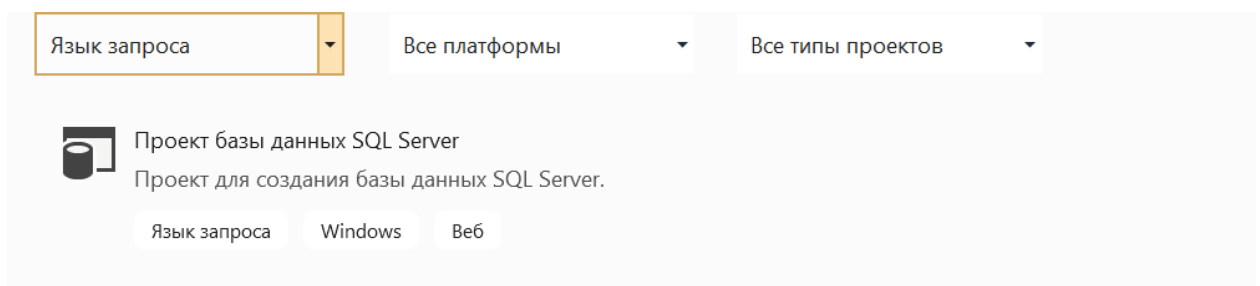 Язык запроса Все платформы Все типы проектов
Проект базы данных SQL Server
Проект для создания базы данных SQL Server.
Язык запроса Windows Веб